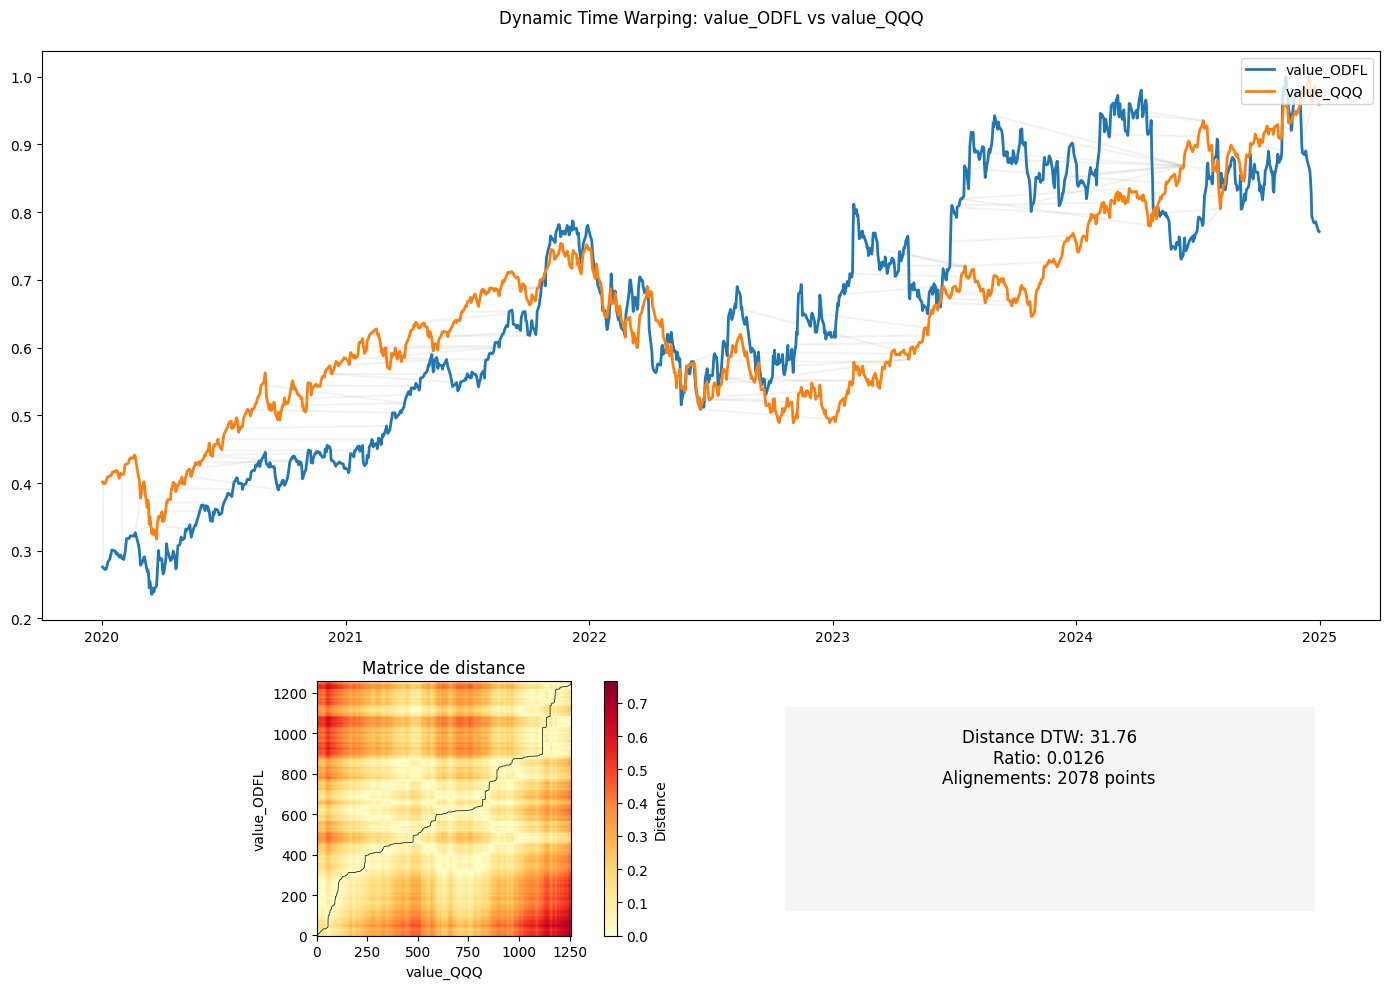 Dynamic Time Warping: value_ODFL vs value_QQQ
1.0
0.9
0.8
0.7
0.6
0.5
0.4
0.3
0.2
value_ODFL
value_QQQ
2020 2021 2022 2023 2024 2025
Matrice de distance
value_ODFL
1200
1000
800
600
400
200
0
0 250 500 750 1000 1250
value_QQQ
0.7
0.6
0.5
0.4
0.3
0.2
0.1
0.0
Distance
Distance DTW: 31.76
Ratio: 0.0126
Alignements: 2078 points